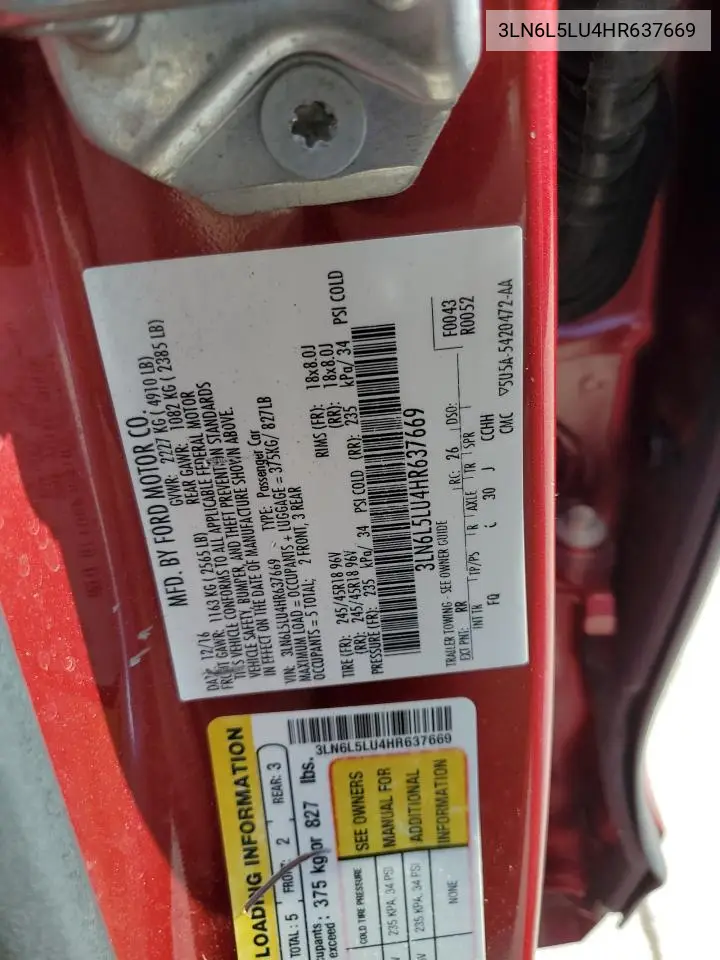 3LN6L5LU4HR637669
MFD. BY FORD MOTOR CO.
DATE: 12/16 GVWR: 2227 KG ( 4910 LB)
FRONT GAWR: 1163 KG ( 2565 LB) REAR GAWR: 1082 KG ( 2385 LB)
THIS VEHICLE CONFORMS TO ALL APPLICABLE FEDERAL MOTOR
VEHICLE SAFETY, BUMPER, AND THEFT PREVENTION STANDARDS
IN EFFECT ON THE DATE OF MANUFACTURE SHOWN ABOVE.
VIN: 3LN6L5LU4HR637669 TYPE: Passenger Car
MAXIMUM LOAD = OCCUPANTS + LUGGAGE = 375KG/ 827LB
OCCUPANTS = 5 TOTAL; 2 FRONT, 3 REAR
TIRE (FR): 245/45R18 96V RIMS (FR): 18x8.0J
(RR): 245/45R18 96V (RR): 18x8.0J
PRESSURE (FR): 235 kPa/ 34 PSI COLD (RR): 235 kPa/ 34 PSI COLD
3LN6L5LU4HR637669
TRAILER TOWING - SEE OWNER GUIDE
EXT PNT: RR RC: 26 DSO: F0043
R0052
INT TR TP/PS R AXLE TR SPR
FQ 30 J CCHH
CMC ▽5U5A-5420472-AA
LOADING INFORMATION
3LN6L5LU4HR637669
TOTAL : 5 FRONT: 2 REAR: 3
exceed : 375 kg or 827 lbs.
COLD TIRE PRESSURE
235 KPA, 34 PSI
235 KPA, 34 PSI
NONE
SEE OWNERS
MANUAL FOR
ADDITIONAL
INFORMATION